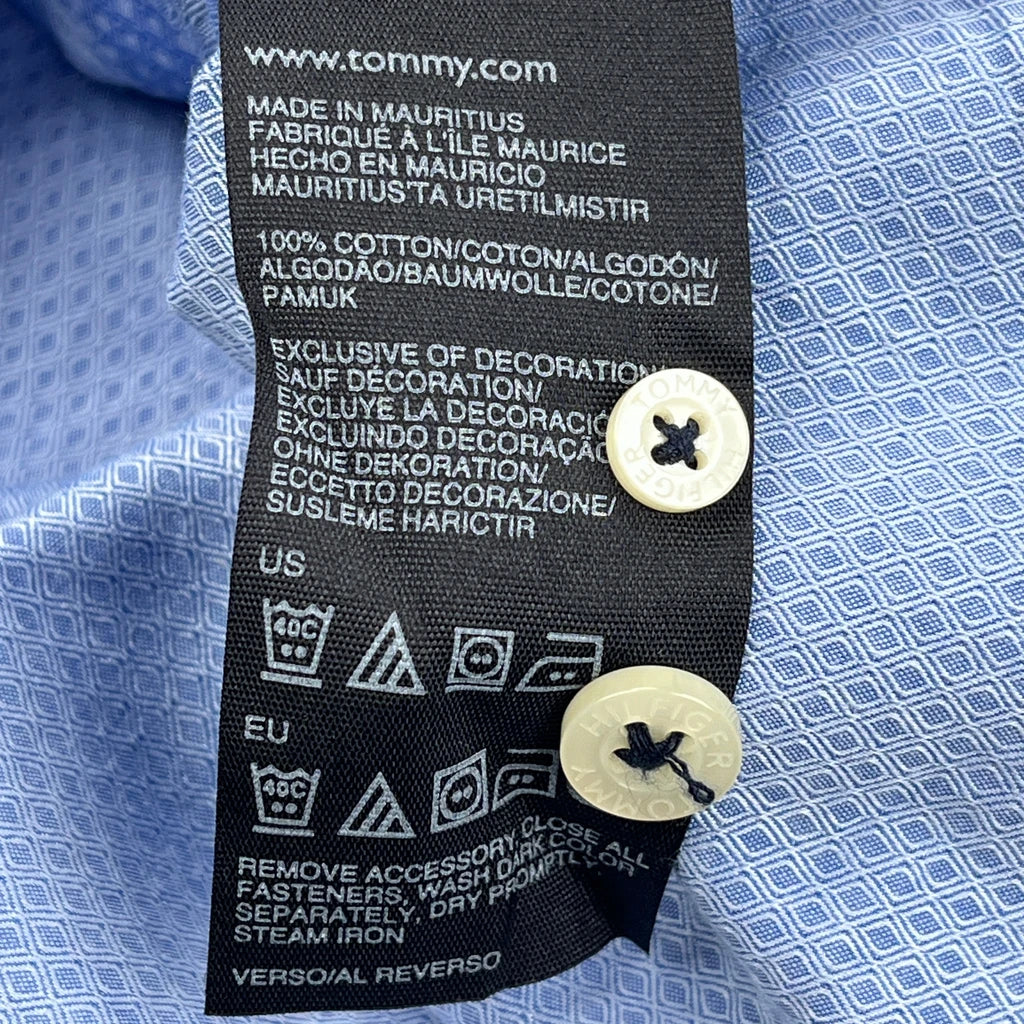 www.tommy.com
MADE IN MAURITIUS
FABRIQUÉ À L'ÎLE MAURICE
HECHO EN MAURICIO
MAURITIUS'TA URETILMISTIR
100% COTTON/COTON/ALGODÓN/
ALGODÃO/BAUMWOLLE/COTONE/
PAMUK
EXCLUSIVE OF DECORATION/
SAUF DÉCORATION/
EXCLUYE LA DECORACIÓ
EXCLUINDO DECORAÇÃO
OHNE DEKORATION/
ECCETTO DECORAZIONE/
SUSLEME HARICTIR
TOMMY HILFIGER
US
40C
TOMMY HILFIGER
EU
40C
REMOVE ACCESSORY, CLOSE ALL
FASTENERS, WASH DARK COLOR
SEPARATELY, DRY PROMPTLY,
STEAM IRON
VERSO/AL REVERSO